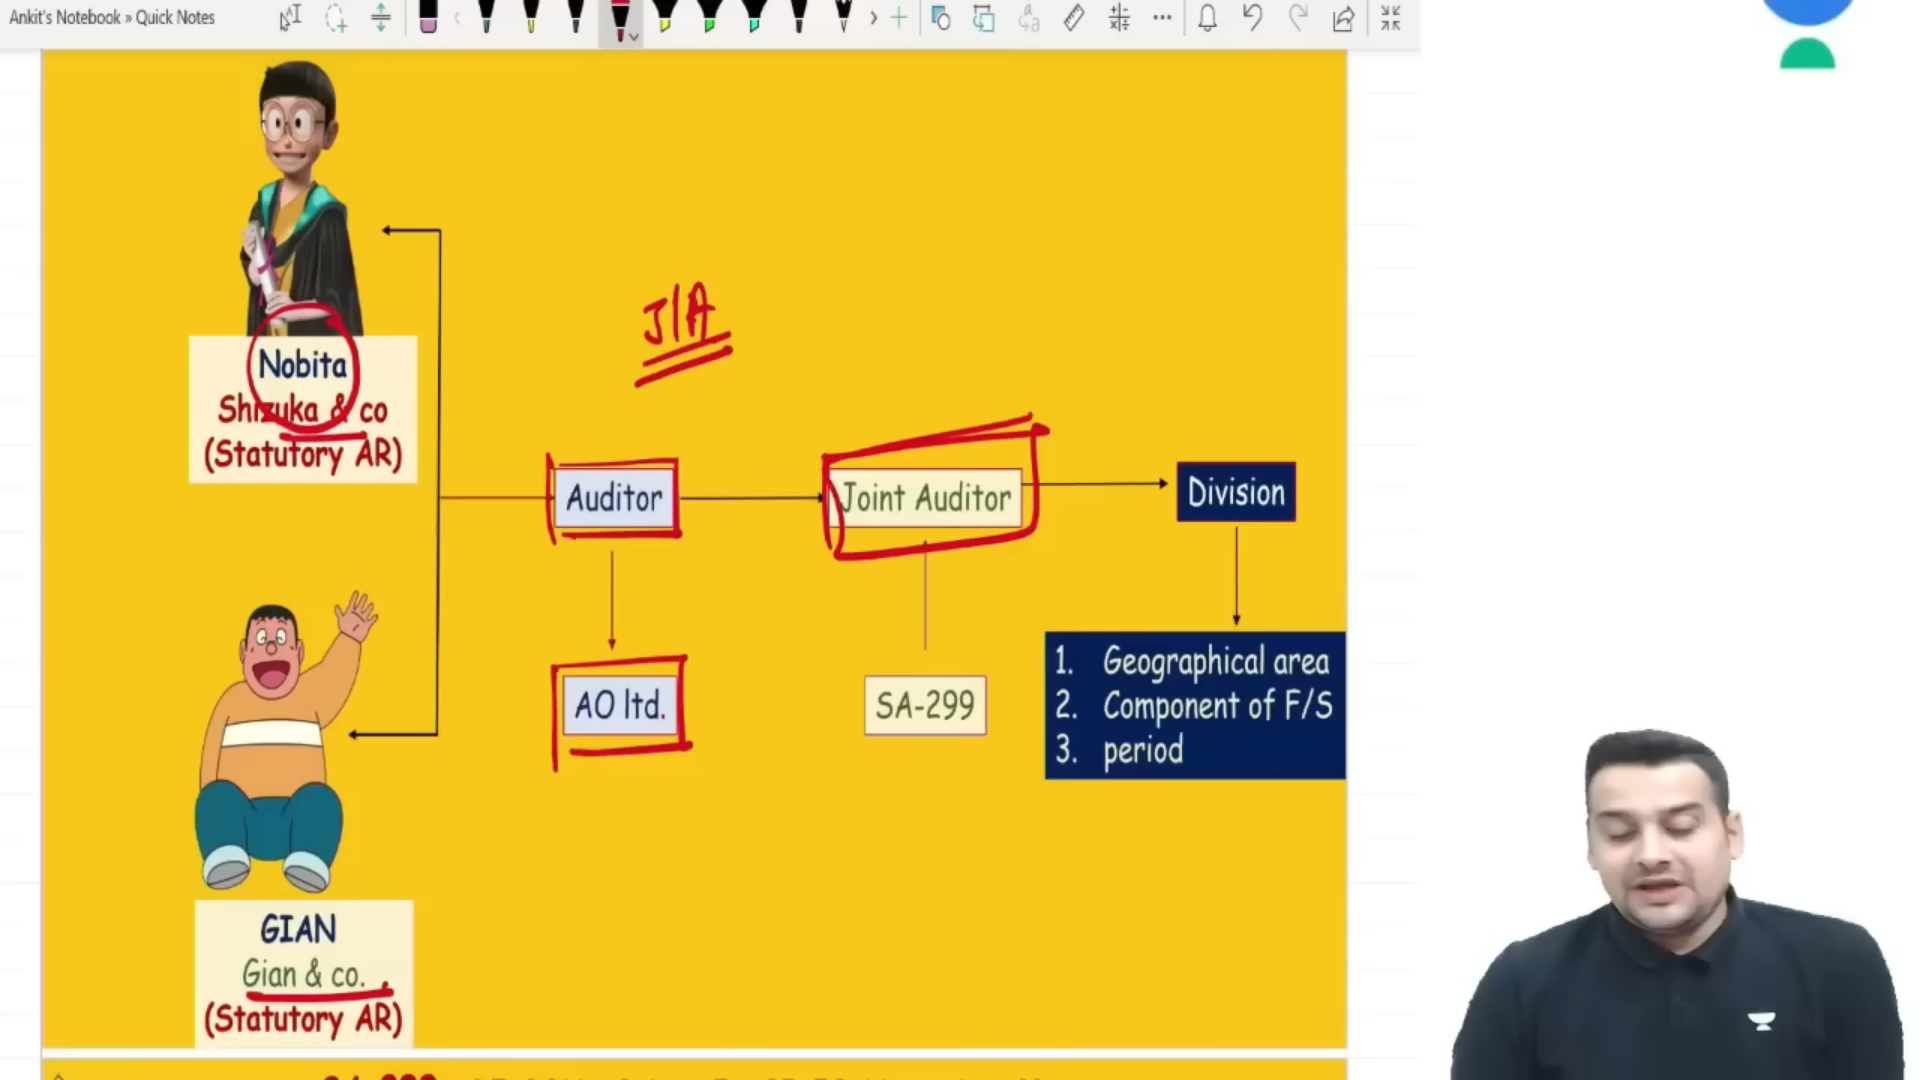 Ankit's Notebook » Quick Notes
J/A
Nobita
Shizuka & co
(Statutory AR)
Auditor
Joint Auditor
Division
AO ltd.
SA-299
1. Geographical area
2. Component of F/S
3. period
GIAN
Gian & co.
(Statutory AR)